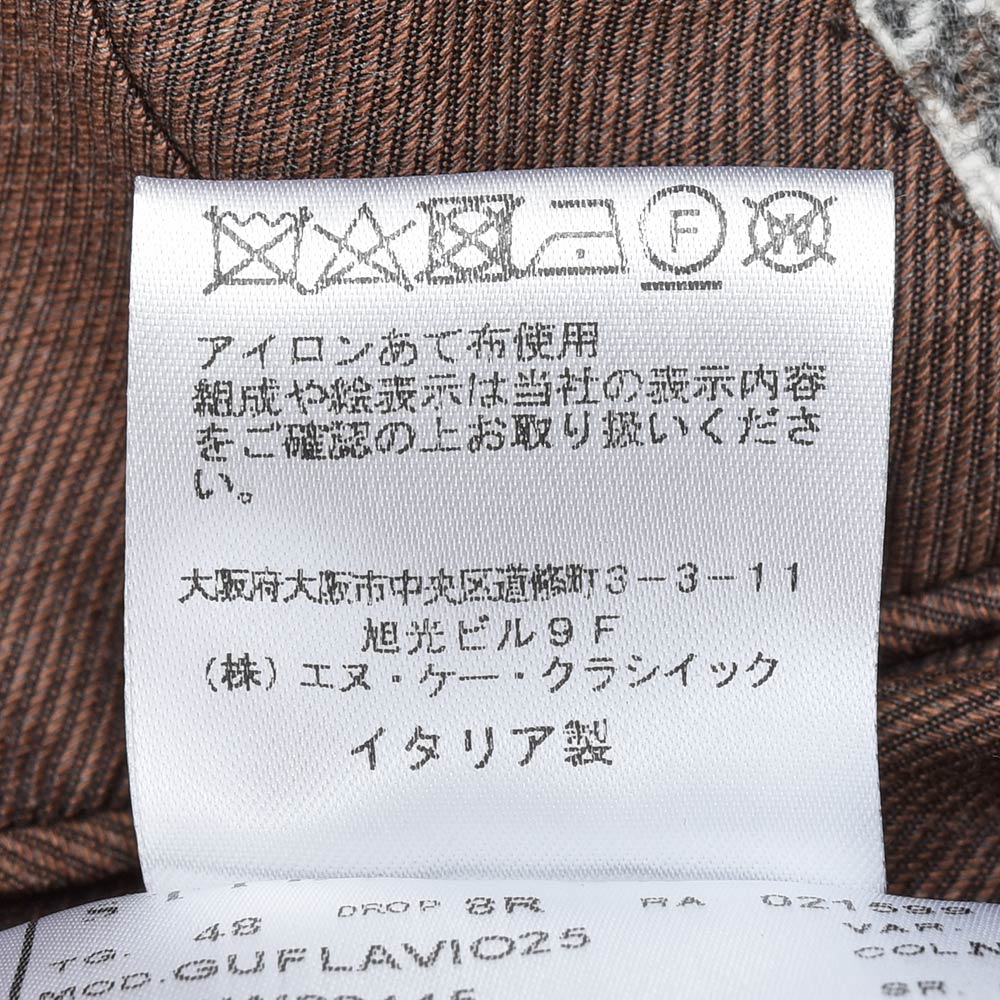 F W
アイロンあて布使用
組成や絵表示は当社の表示内容
をご確認の上お取り扱いくださ
い。
大阪府大阪市中央区道修町3-3-11
旭光ビル9F
(株)エヌ・ケー・クラシイック
イタリア製
TG. 48 DROP 8R RA 021599
MOD. GUFLAVIO25 VAR.
SR.